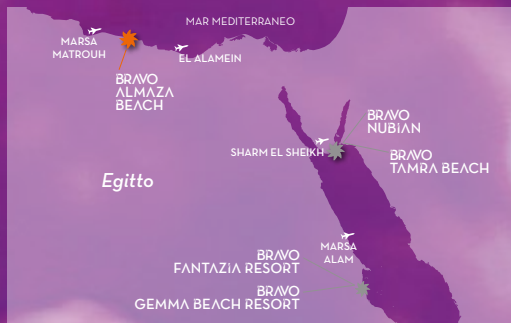 MAR MEDITERRANEO
MARSA
MATROUH
EL ALAMEIN
BRAVO
ALMAZA
BEACH
BRAVO
NUBIAN
SHARM EL SHEIKH
BRAVO
TAMRA BEACH
Egitto
MARSA
ALAM
BRAVO
FANTAZIA RESORT
BRAVO
GEMMA BEACH RESORT